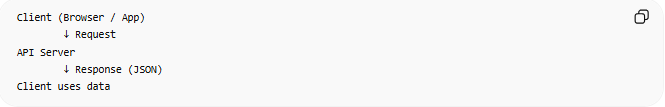 Client (Browser / App)
↓ Request
API Server
↓ Response (JSON)
Client uses data